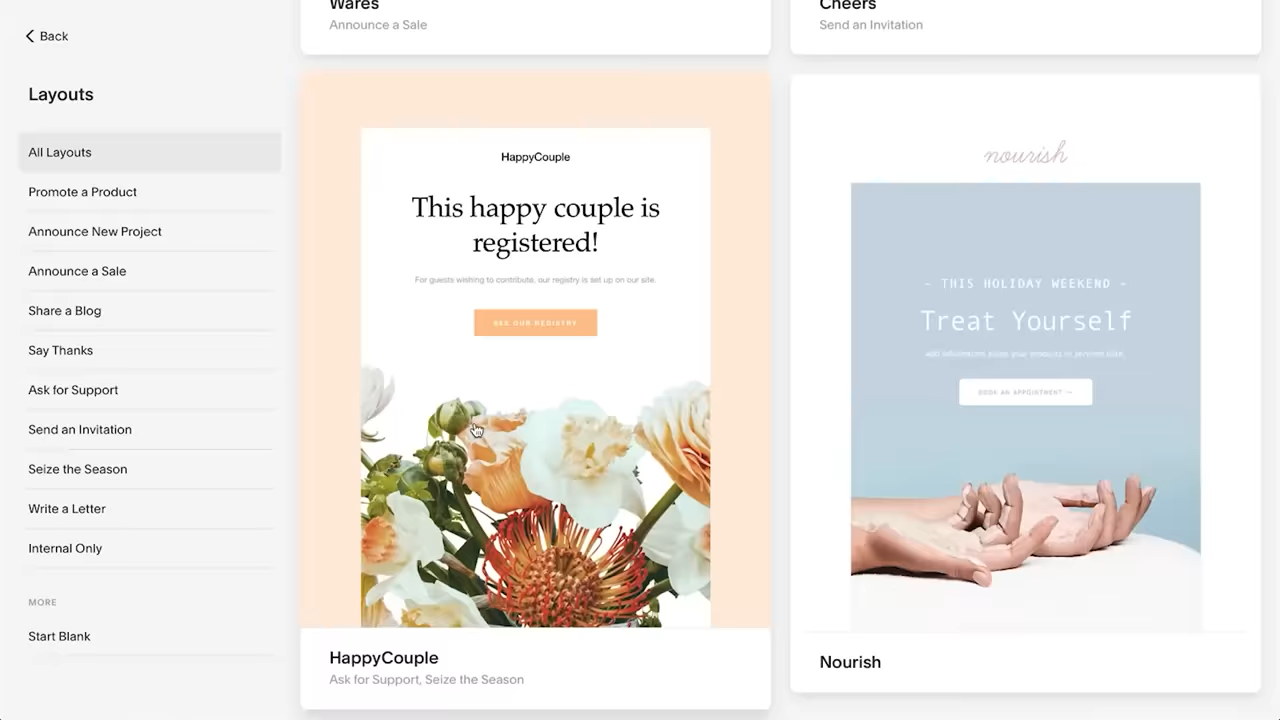 Back
Layouts
All Layouts
Promote a Product
Announce New Project
Announce a Sale
Share a Blog
Say Thanks
Ask for Support
Send an Invitation
Seize the Season
Write a Letter
Internal Only
MORE
Start Blank
Wares
Announce a Sale
HappyCouple
This happy couple is
registered!
For guests wishing to contribute, our registry is set up on our site.
SEE OUR REGISTRY
HappyCouple
Ask for Support, Seize the Season
Cheers
Send an Invitation
nourish
- THIS HOLIDAY WEEKEND -
Treat Yourself
BOOK AN APPOINTMENT →
Nourish